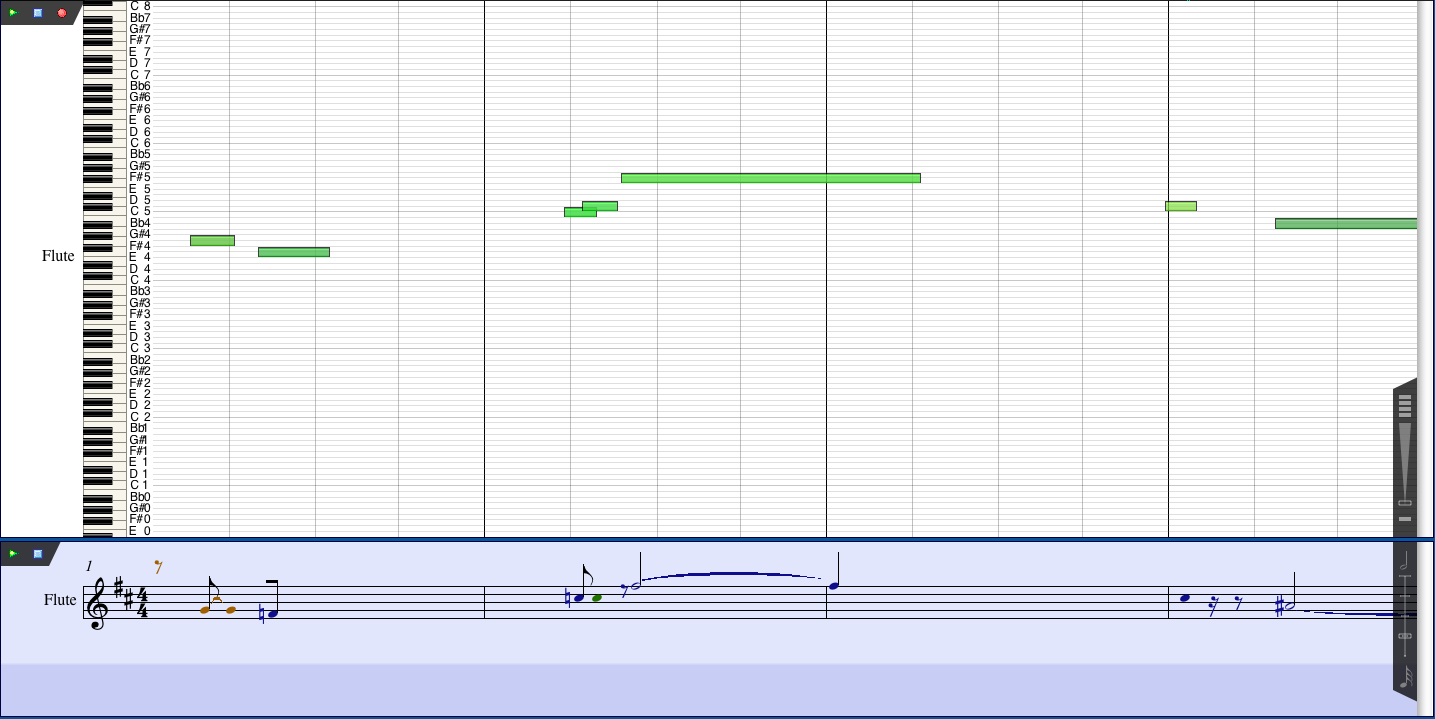 C 8
Bb7
G#7
F#7
E 7
D 7
C 7
Bb6
G#6
F#6
E 6
D 6
C 6
Bb5
G#5
F#5
E 5
D 5
C 5
Bb4
G#4
F#4
Flute
E 4
D 4
C 4
Bb3
G#3
F#3
E 3
D 3
C 3
Bb2
G#2
F#2
E 2
D 2
C 2
Bb1
G#1
F#1
E 1
D 1
C 1
Bb0
G#0
F#0
E 0
1
Flute
4
4